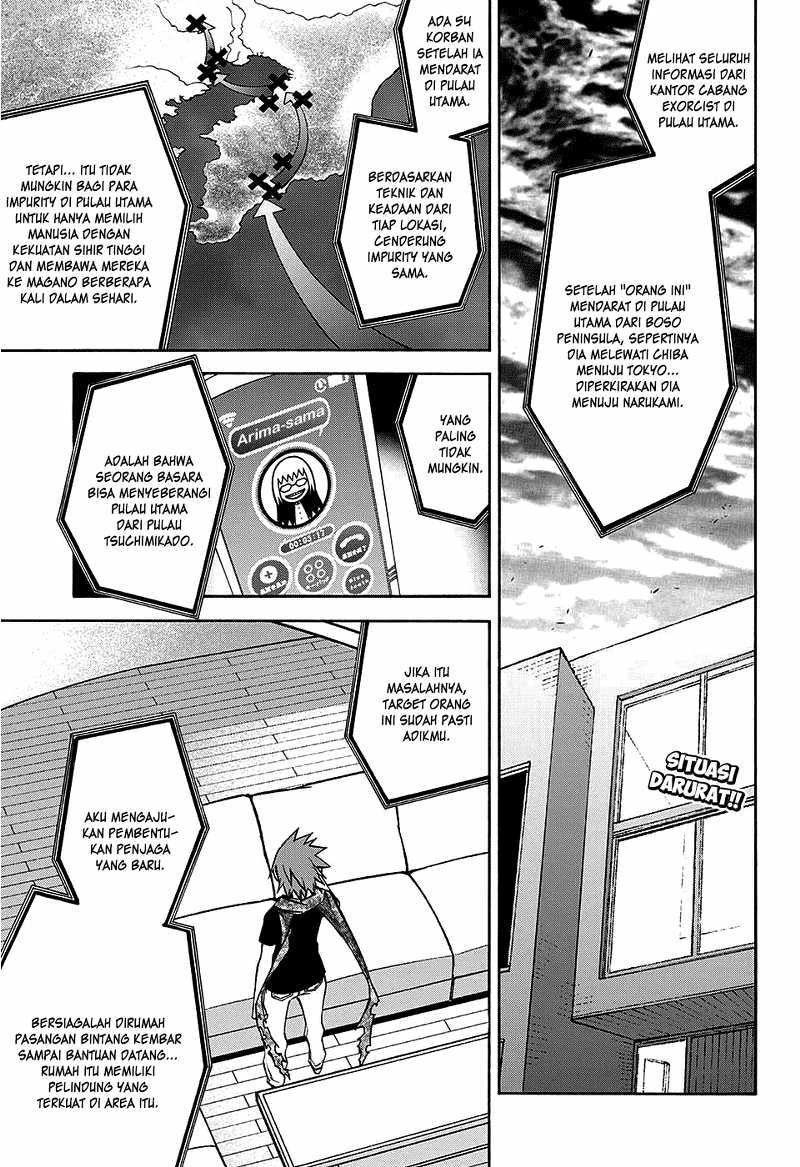 MELIHAT SELURUH
INFORMASI DARI
KANTOR CABANG
EXORCIST DI
PULAU UTAMA.
SETELAH "ORANG INI"
MENDARAT DI PULAU
UTAMA DARI BOSO
PENINSULA, SEPERTINYA
DIA MELEWATI CHIBA
MENUJU TOKYO...
DIPERKIRAKAN DIA
MENUJU NARUKAMI.
SITUASI
DARURAT!!
ADA 54
KORBAN
SETELAH IA
MENDARAT
DI PULAU
UTAMA.
BERDASARKAN
TEKNIK DAN
KEADAAN DARI
TIAP LOKASI,
CENDERUNG
IMPURITY YANG
SAMA.
TETAPI... ITU TIDAK
MUNGKIN BAGI PARA
IMPURITY DI PULAU UTAMA
UNTUK HANYA MEMILIH
MANUSIA DENGAN
KEKUATAN SIHIR TINGGI
DAN MEMBAWA MEREKA
KE MAGANO BERBERAPA
KALI DALAM SEHARI.
YANG
PALING
TIDAK
MUNGKIN.
Arima-sama
00:03:17
ADALAH BAHWA
SEORANG BASARA
BISA MENYEBERANGI
PULAU UTAMA
DARI PULAU
TSUCHIMIKADO.
JIKA ITU
MASALAHNYA,
TARGET ORANG
INI SUDAH PASTI
ADIKMU.
AKU MENGAJU-
KAN PEMBENTU-
KAN PENJAGA
YANG BARU.
BERSIAGALAH DIRUMAH
PASANGAN BINTANG KEMBAR
SAMPAI BANTUAN DATANG...
RUMAH ITU MEMILIKI
PELINDUNG YANG
TERKUAT DI AREA ITU.